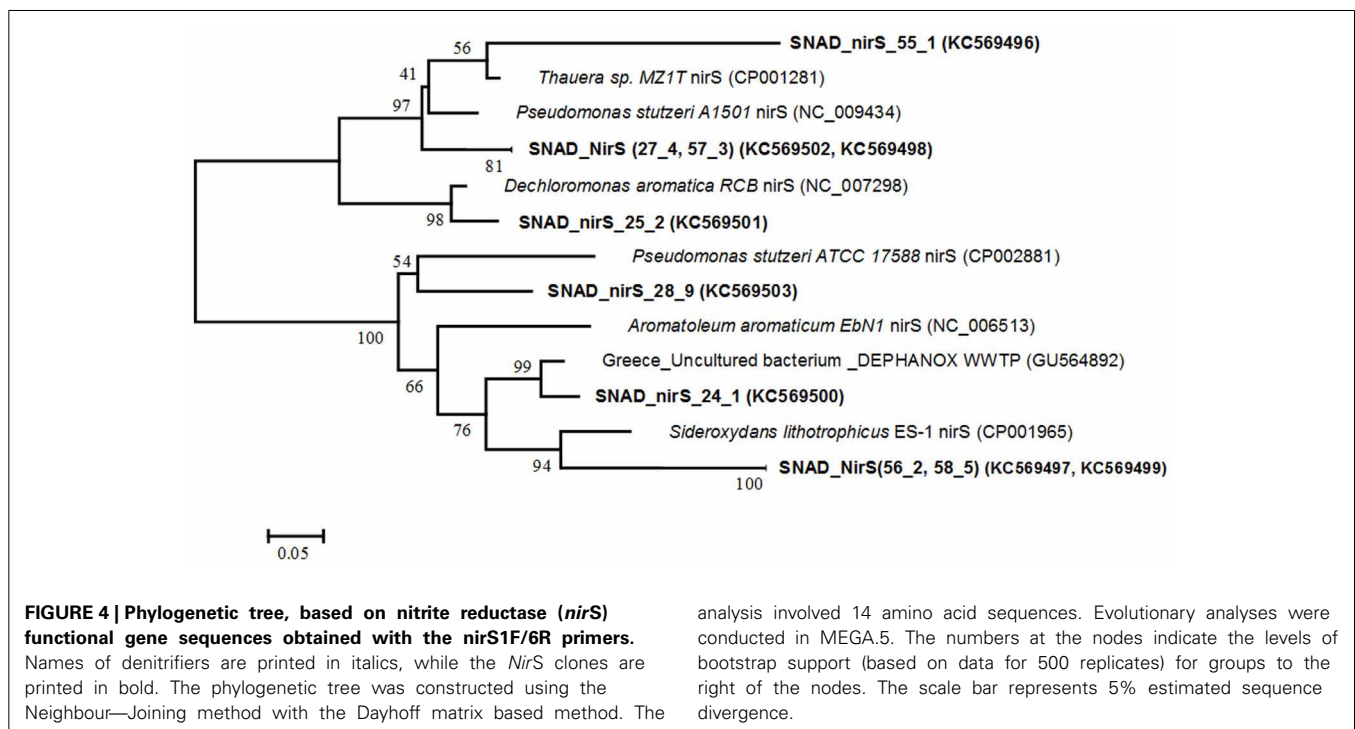 56
SNAD_nirS_55_1 (KC569496)
41
Thauera sp. MZ1T nirS (CP001281)
97
Pseudomonas stutzeri A1501 nirS (NC_009434)
SNAD_NirS (27_4, 57_3) (KC569502, KC569498)
81
Dechloromonas aromatica RCB nirS (NC_007298)
98
SNAD_nirS_25_2 (KC569501)
54
Pseudomonas stutzeri ATCC 17588 nirS (CP002881)
SNAD_nirS_28_9 (KC569503)
100
Aromatoleum aromaticum EbN1 nirS (NC_006513)
66
99
Greece_Uncultured bacterium _DEPHANOX WWTP (GU564892)
SNAD_nirS_24_1 (KC569500)
76
Sideroxydans lithotrophicus ES-1 nirS (CP001965)
94
SNAD_NirS(56_2, 58_5) (KC569497, KC569499)
100
0.05
FIGURE 4 | Phylogenetic tree, based on nitrite reductase (nirS)
functional gene sequences obtained with the nirS1F/6R primers.
Names of denitrifiers are printed in italics, while the NirS clones are
printed in bold. The phylogenetic tree was constructed using the
Neighbour—Joining method with the Dayhoff matrix based method. The
analysis involved 14 amino acid sequences. Evolutionary analyses were
conducted in MEGA.5. The numbers at the nodes indicate the levels of
bootstrap support (based on data for 500 replicates) for groups to the
right of the nodes. The scale bar represents 5% estimated sequence
divergence.